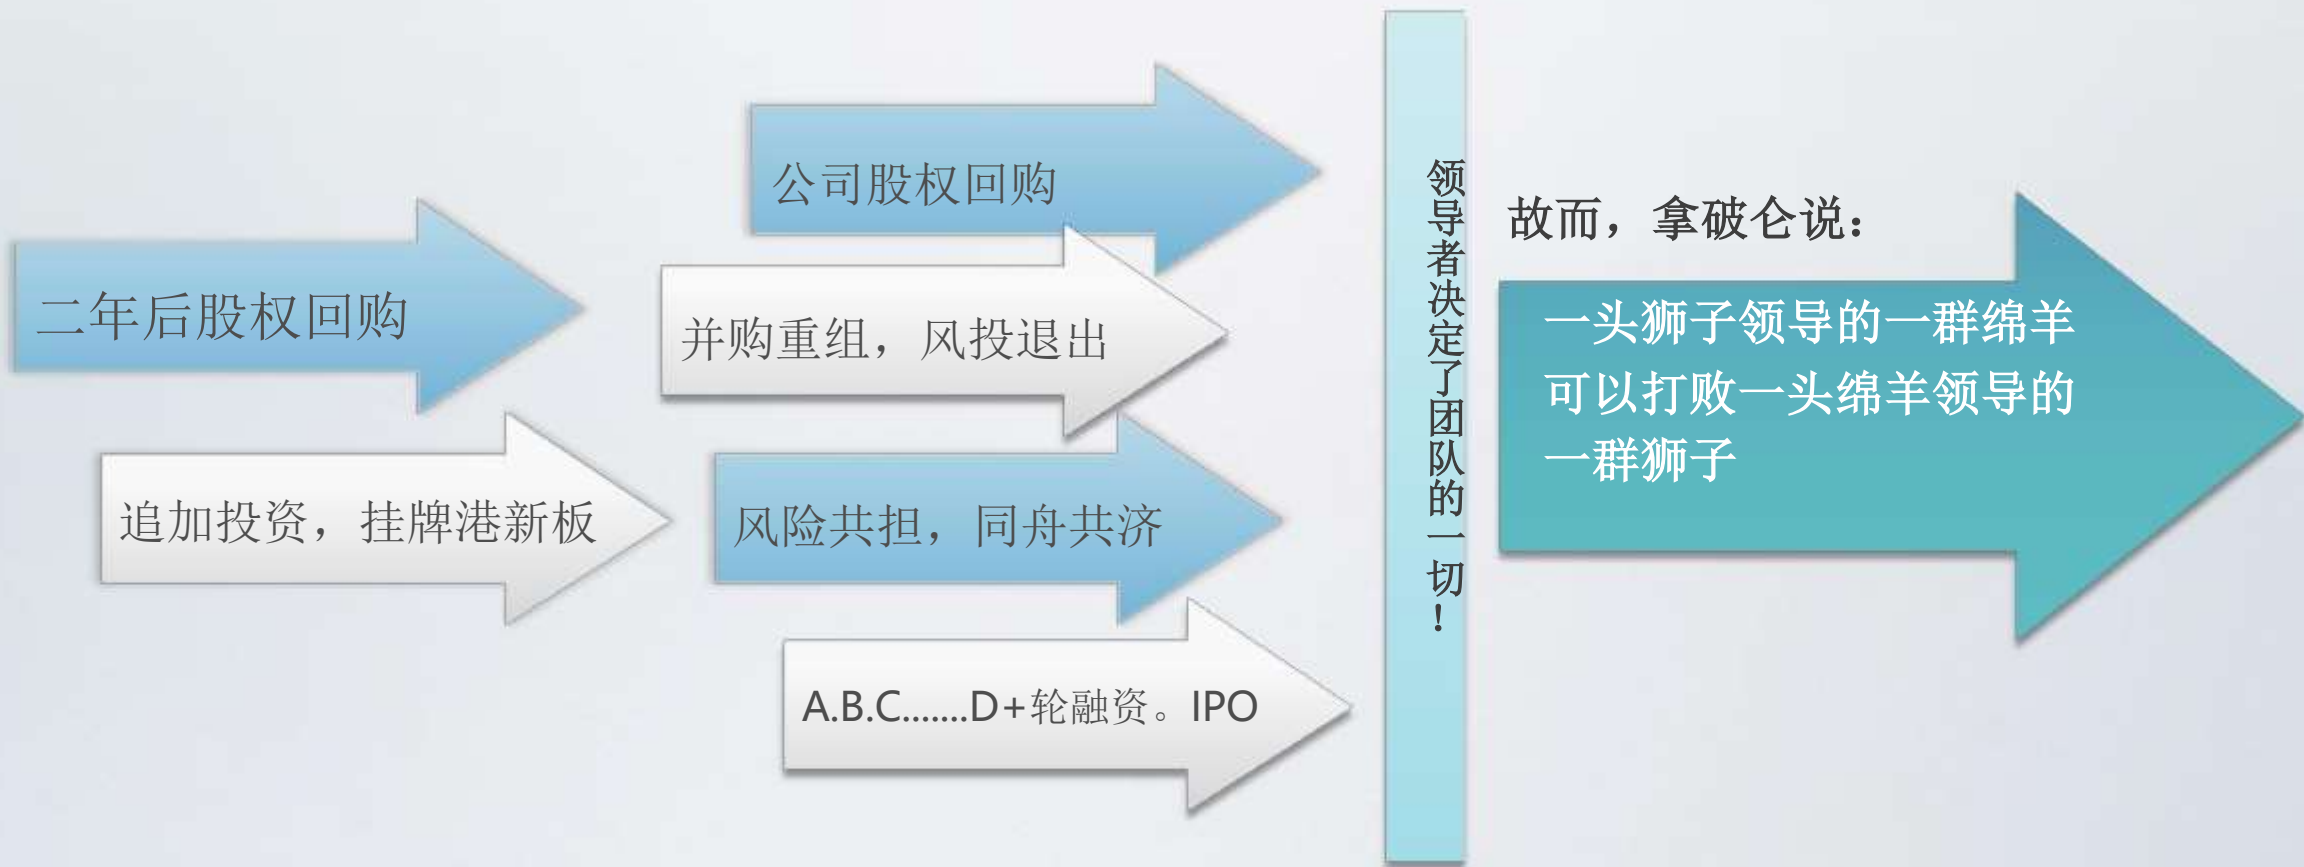 二年后股权回购
追加投资，挂牌港新板
公司股权回购
并购重组，风投退出
风险共担，同舟共济
A.B.C.......D+轮融资。IPO
领导者决定了团队的一切！
故而，拿破仑说：
一头狮子领导的一群绵羊
可以打败一头绵羊领导的
一群狮子